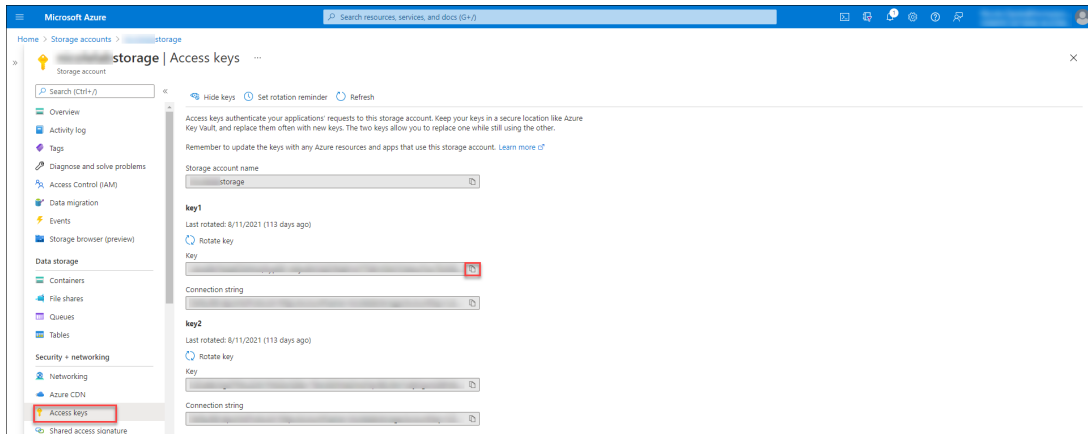 Microsoft Azure
Search resources, services, and docs (G+/)
Home > Storage accounts > storage
storage | Access keys ...
Storage account
Search (Ctrl+/)
Overview
Activity log
Tags
Diagnose and solve problems
Access Control (IAM)
Data migration
Events
Storage browser (preview)
Data storage
Containers
File shares
Queues
Tables
Security + networking
Networking
Azure CDN
Access keys
Shared access signature
Hide keys
Set rotation reminder
Refresh
Access keys authenticate your applications' requests to this storage account. Keep your keys in a secure location like Azure
Key Vault, and replace them often with new keys. The two keys allow you to replace one while still using the other.
Remember to update the keys with any Azure resources and apps that use this storage account. Learn more
Storage account name
storage
key1
Last rotated: 8/11/2021 (113 days ago)
Rotate key
Key
Connection string
key2
Last rotated: 8/11/2021 (113 days ago)
Rotate key
Key
Connection string